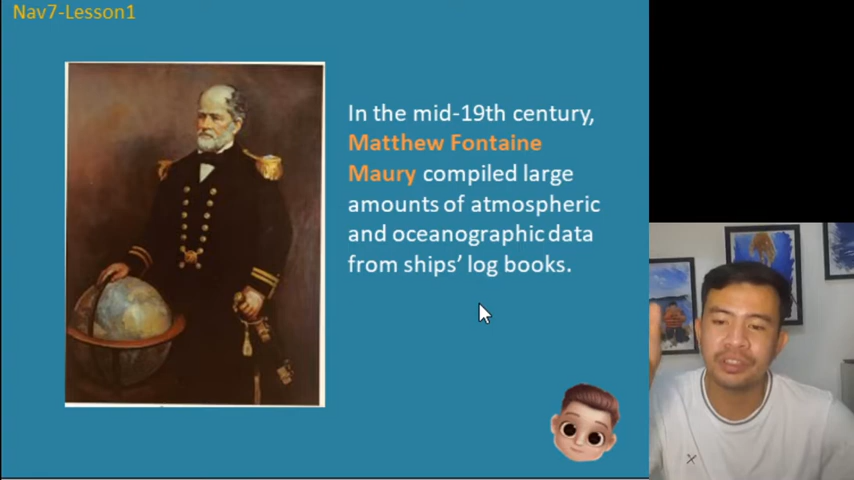 Nav7-Lesson1
In the mid-19th century,
Matthew Fontaine
Maury compiled large
amounts of atmospheric
and oceanographic data
from ships’ log books.